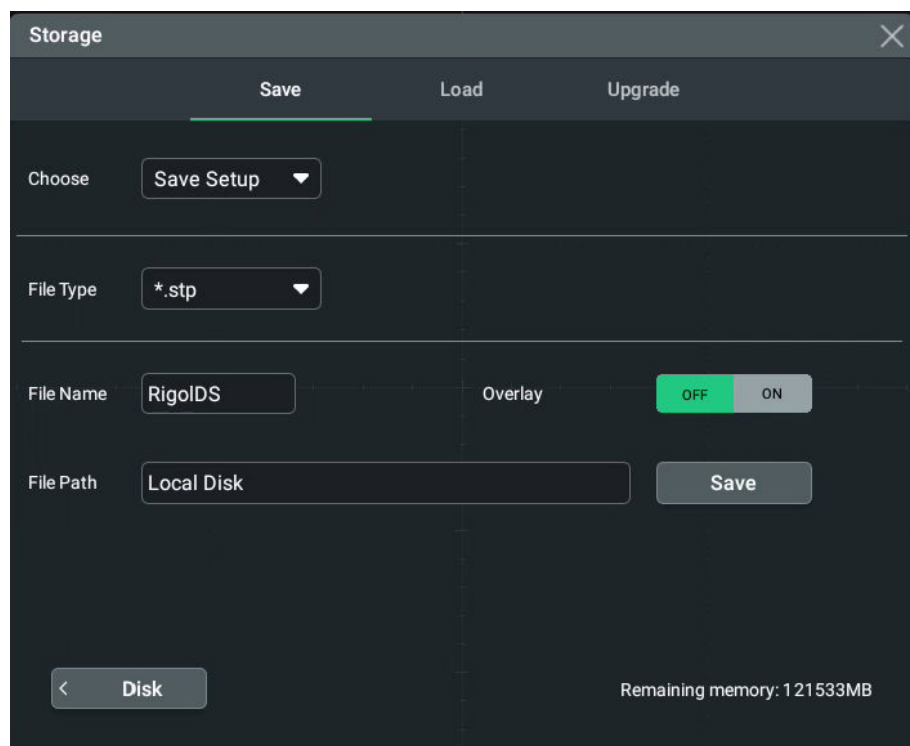 Storage
Save Load Upgrade
Choose Save Setup
File Type *.stp
File Name RigolDS Overlay OFF ON
File Path Local Disk Save
< Disk Remaining memory: 121533MB